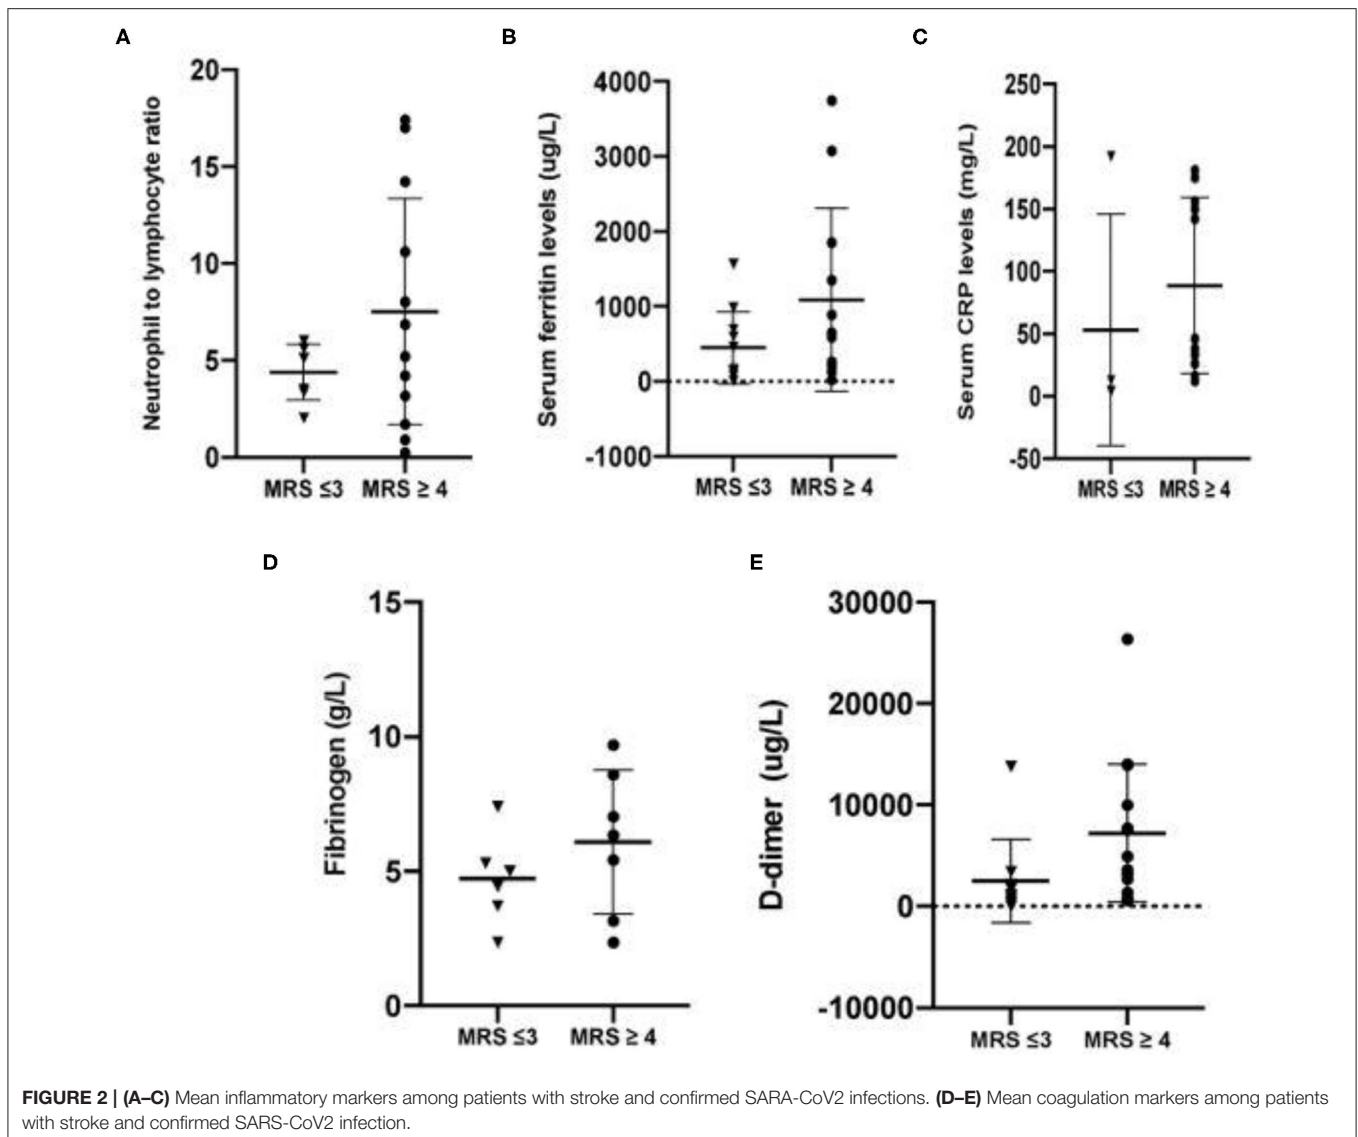 A
Neutrophil to lymphocyte ratio
20
15
10
5
0
MRS ≤3
MRS ≥ 4
B
Serum ferritin levels (ug/L)
4000
3000
2000
1000
0
-1000
MRS ≤3
MRS ≥ 4
C
Serum CRP levels (mg/L)
250
200
150
100
50
0
-50
MRS ≤3
MRS ≥ 4
D
Fibrinogen (g/L)
15
10
5
0
MRS ≤3
MRS ≥ 4
E
D-dimer (ug/L)
30000
20000
10000
0
-10000
MRS ≤3
MRS ≥ 4
FIGURE 2 | (A–C) Mean inflammatory markers among patients with stroke and confirmed SARA-CoV2 infections. (D–E) Mean coagulation markers among patients
with stroke and confirmed SARS-CoV2 infection.